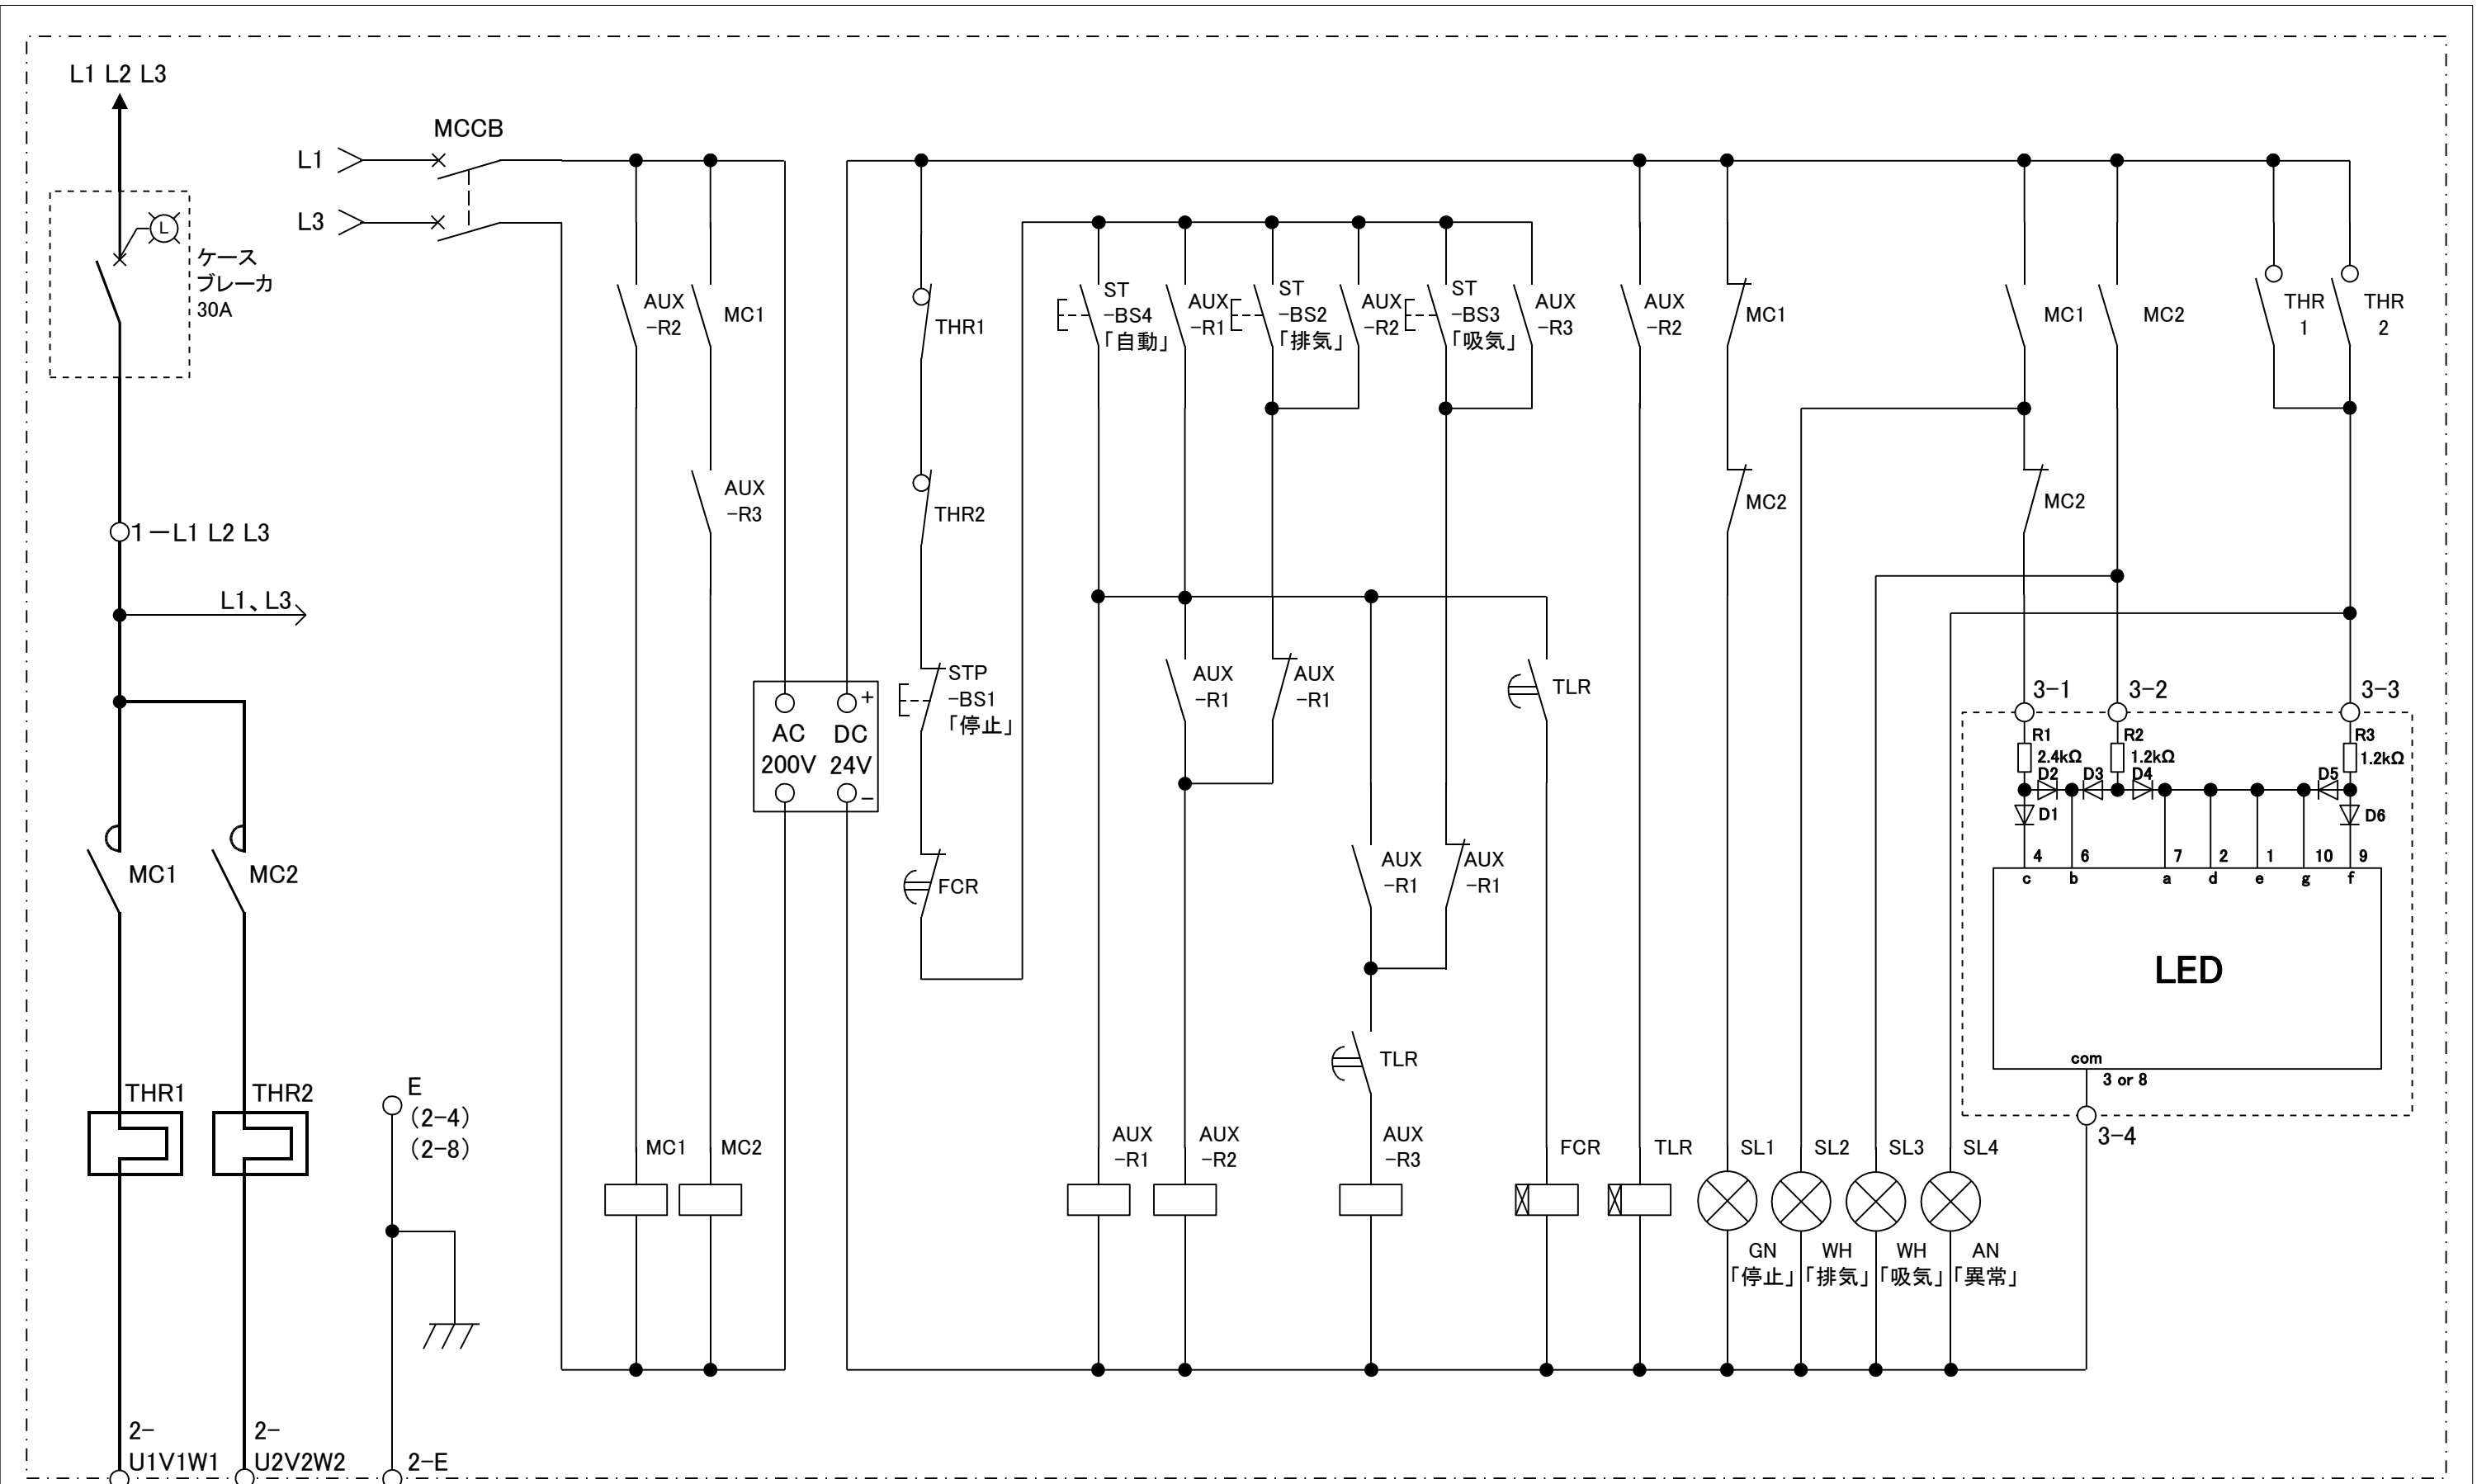 L1 L2 L3
L
ケース
ブレーカ
30A
1－L1 L2 L3
L1、L3
MC1
MC2
THR1
THR2
2-
U1V1W1
2-
U2V2W2
E
(2-4)
(2-8)
2-E
MCCB
L1
L3
AUX
-R2
MC1
AUX
-R3
MC1
MC2
AC
200V
DC
24V
+
−
THR1
THR2
STP
-BS1
「停止」
FCR
ST
-BS4
「自動」
AUX
-R1
ST
-BS2
「排気」
AUX
-R2
ST
-BS3
「吸気」
AUX
-R3
AUX
-R1
AUX
-R1
TLR
AUX
-R1
AUX
-R1
TLR
AUX
-R1
AUX
-R2
AUX
-R3
FCR
TLR
AUX
-R2
MC1
MC2
MC1
MC2
MC2
THR
1
THR
2
SL1
SL2
SL3
SL4
GN
「停止」
WH
「排気」
WH
「吸気」
AN
「異常」
3-1
3-2
3-3
R1
2.4kΩ
R2
1.2kΩ
R3
1.2kΩ
D2
D3
D4
D5
D1
D6
4
6
7
2
1
10
9
c
b
a
d
e
g
f
LED
com
3 or 8
3-4